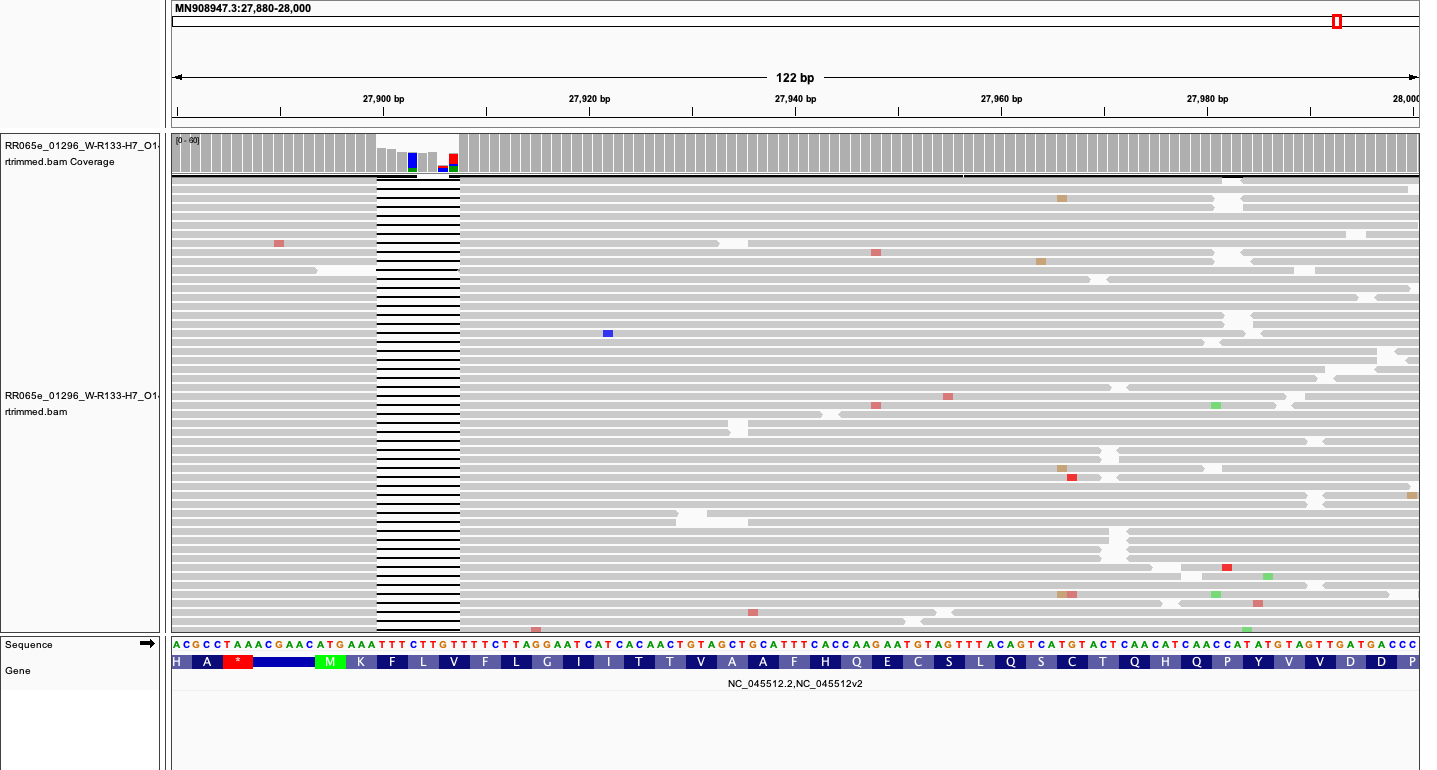 MN908947.3:27,880-28,000
122 bp
27,900 bp 27,920 bp 27,940 bp 27,960 bp 27,980 bp 28,000
RR065e_01296_W-R133-H7_O1
rtrimmed.bam Coverage
[0 - 60]
RR065e_01296_W-R133-H7_O1
rtrimmed.bam
Sequence
A C G C C T A A A C G A A C A T G A A A T T T C T T G T T T T C T T A G G A A T C A T C A C A A C T G T A G C T G C A T T T C A C C A A G A A T G T A G T T T A C A G T C A T G T A C T C A A C A T C A A C C A T A T G T A G T T G A T G A C C C
Gene
H A * M K F L V F L G I I T T V A A F H Q E C S L Q S C T Q H Q P Y V V D D P
NC_045512.2,NC_045512v2